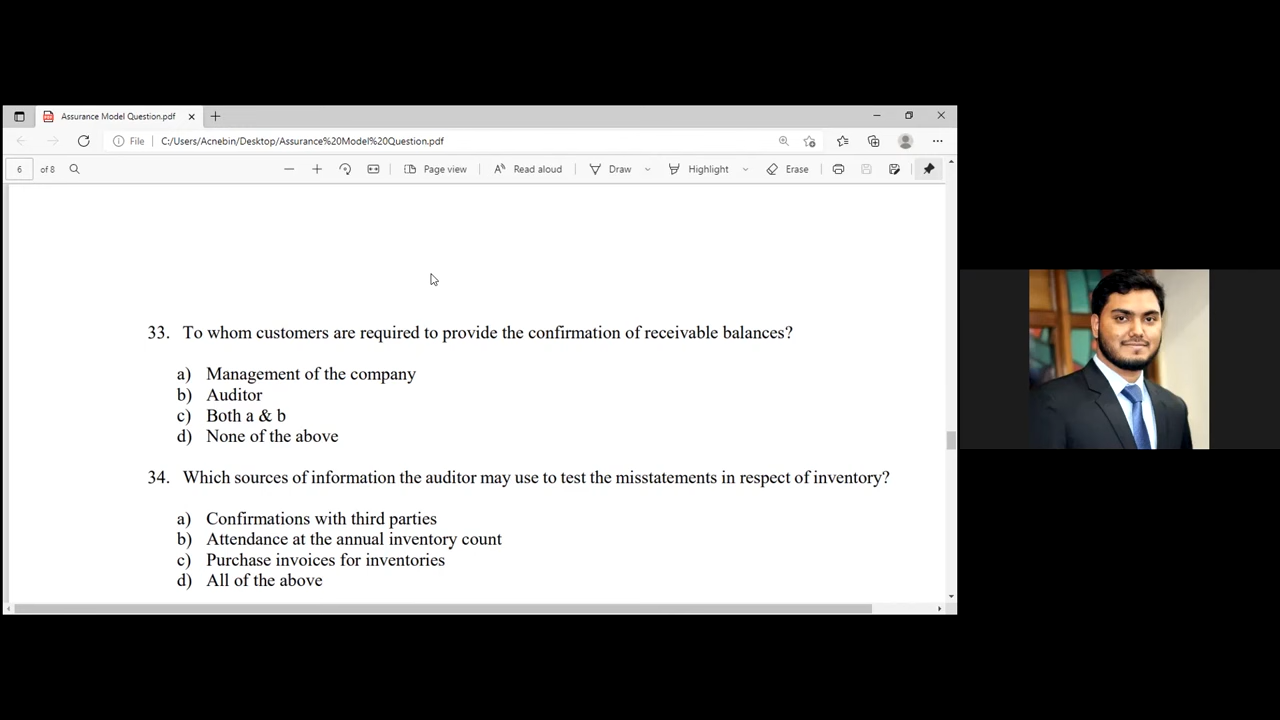 Assurance Model Question.pdf
File C:/Users/Acnebin/Desktop/Assurance%20Model%20Question.pdf
6 of 8 Page view Read aloud Draw Highlight Erase
33. To whom customers are required to provide the confirmation of receivable balances?
a) Management of the company
b) Auditor
c) Both a & b
d) None of the above
34. Which sources of information the auditor may use to test the misstatements in respect of inventory?
a) Confirmations with third parties
b) Attendance at the annual inventory count
c) Purchase invoices for inventories
d) All of the above